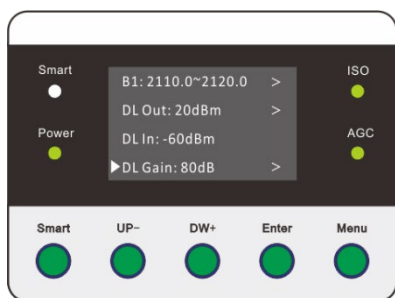 Smart
ISO
B1: 2110.0~2120.0 >
DL Out: 20dBm >
Power
AGC
DL In: -60dBm
DL Gain: 80dB >
Smart UP- DW+ Enter Menu